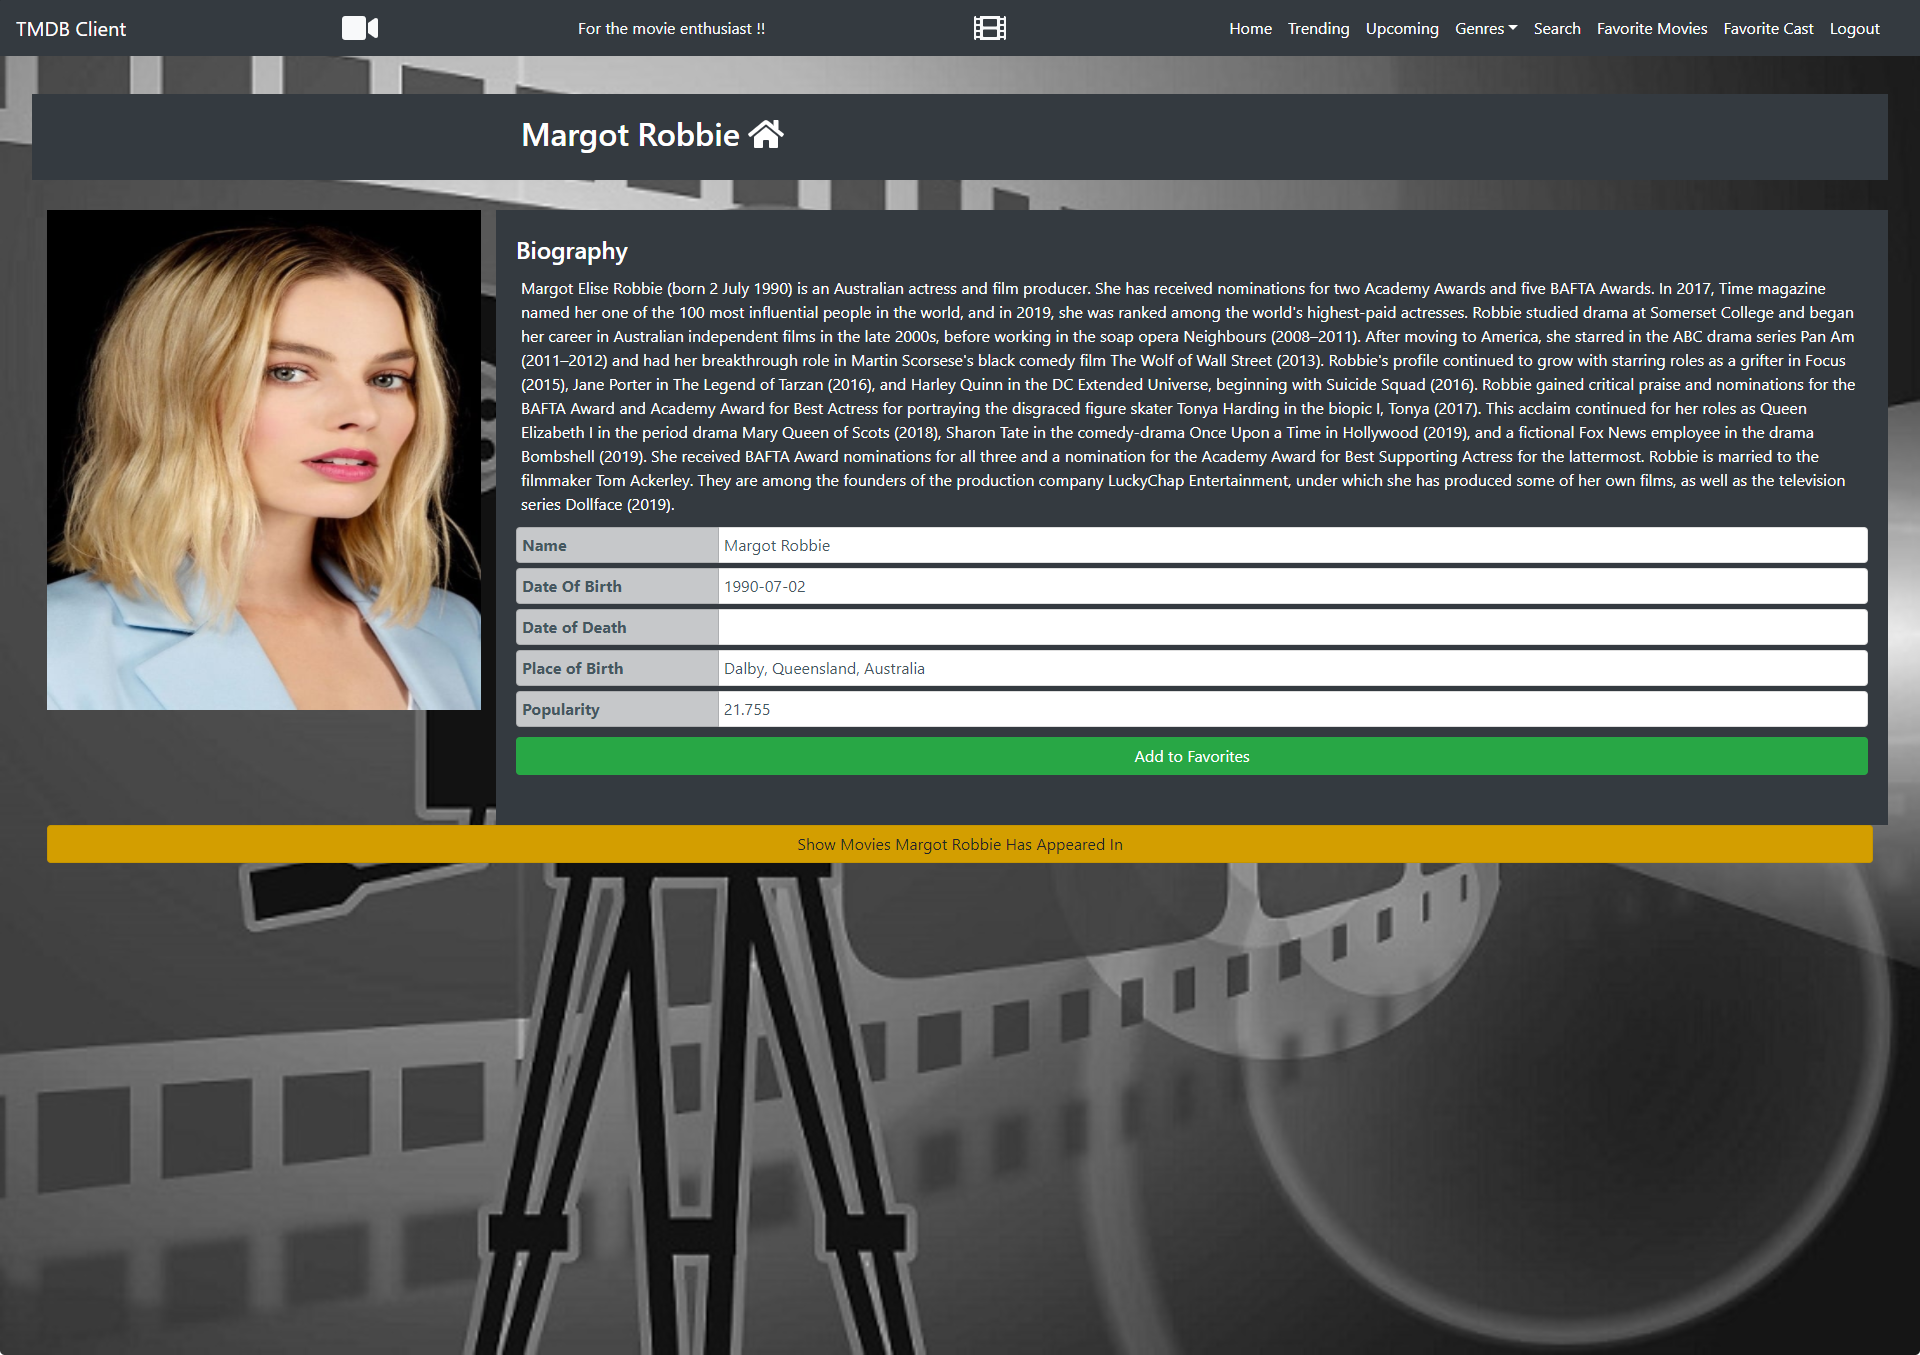 TMDB Client
For the movie enthusiast !!
Home Trending Upcoming Genres Search Favorite Movies Favorite Cast Logout
Margot Robbie
Biography
Margot Elise Robbie (born 2 July 1990) is an Australian actress and film producer. She has received nominations for two Academy Awards and five BAFTA Awards. In 2017, Time magazine
named her one of the 100 most influential people in the world, and in 2019, she was ranked among the world's highest-paid actresses. Robbie studied drama at Somerset College and began
her career in Australian independent films in the late 2000s, before working in the soap opera Neighbours (2008–2011). After moving to America, she starred in the ABC drama series Pan Am
(2011–2012) and had her breakthrough role in Martin Scorsese's black comedy film The Wolf of Wall Street (2013). Robbie's profile continued to grow with starring roles as a grifter in Focus
(2015), Jane Porter in The Legend of Tarzan (2016), and Harley Quinn in the DC Extended Universe, beginning with Suicide Squad (2016). Robbie gained critical praise and nominations for the
BAFTA Award and Academy Award for Best Actress for portraying the disgraced figure skater Tonya Harding in the biopic I, Tonya (2017). This acclaim continued for her roles as Queen
Elizabeth I in the period drama Mary Queen of Scots (2018), Sharon Tate in the comedy-drama Once Upon a Time in Hollywood (2019), and a fictional Fox News employee in the drama
Bombshell (2019). She received BAFTA Award nominations for all three and a nomination for the Academy Award for Best Supporting Actress for the lattermost. Robbie is married to the
filmmaker Tom Ackerley. They are among the founders of the production company LuckyChap Entertainment, under which she has produced some of her own films, as well as the television
series Dollface (2019).
Name Margot Robbie
Date Of Birth 1990-07-02
Date of Death
Place of Birth Dalby, Queensland, Australia
Popularity 21.755
Add to Favorites
Show Movies Margot Robbie Has Appeared In